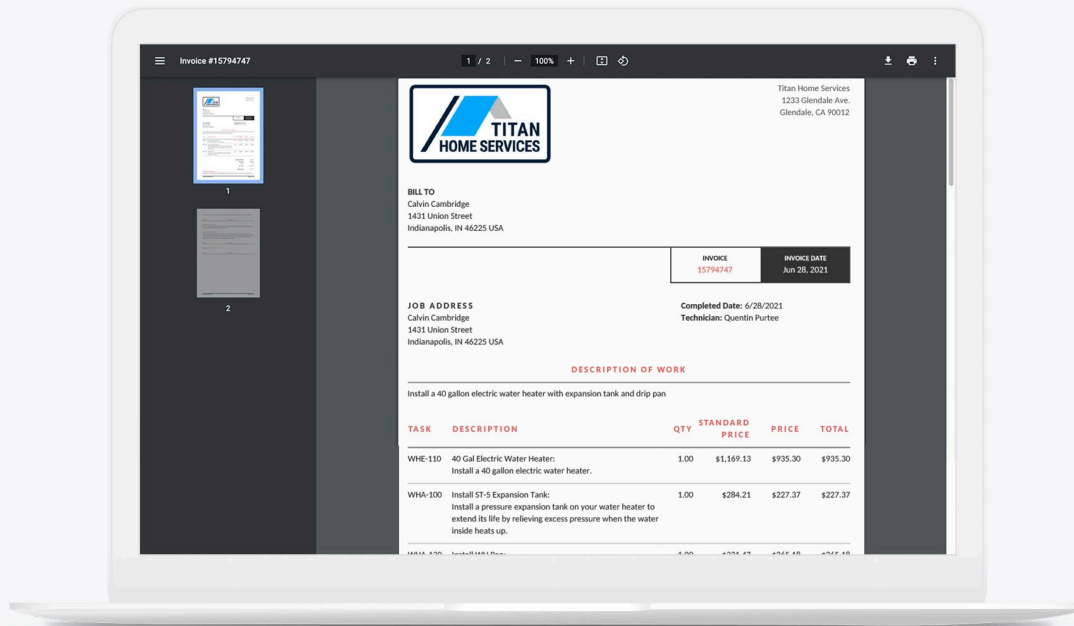 Invoice #15794747
1 / 2
100%
1
2
TITAN
HOME SERVICES
Titan Home Services
1233 Glendale Ave.
Glendale, CA 90012
BILL TO
Calvin Cambridge
1431 Union Street
Indianapolis, IN 46225 USA
INVOICE
15794747
INVOICE DATE
Jun 28, 2021
JOB ADDRESS
Calvin Cambridge
1431 Union Street
Indianapolis, IN 46225 USA
Completed Date: 6/28/2021
Technician: Quentin Purtee
DESCRIPTION OF WORK
Install a 40 gallon electric water heater with expansion tank and drip pan
TASK DESCRIPTION QTY STANDARD PRICE PRICE TOTAL
WHE-110 40 Gal Electric Water Heater: 1.00 $1,169.13 $935.30 $935.30
Install a 40 gallon electric water heater.
WHA-100 Install ST-5 Expansion Tank: 1.00 $284.21 $227.37 $227.37
Install a pressure expansion tank on your water heater to
extend its life by relieving excess pressure when the water
inside heats up.